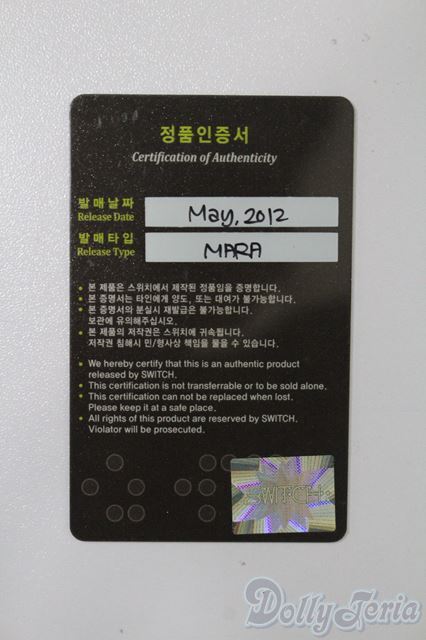 정품인증서
Certification of Authenticity
발매날짜
Release Date
May, 2012
발매타입
Release Type
MARA
• 본 제품은 스위치에서 제작된 정품임을 증명합니다.
• 본 증명서는 타인에게 양도, 또는 대여가 불가능합니다.
• 본 증명서의 분실시 재발급은 불가능합니다.
보관에 유의해주십시오.
• 본 제품의 저작권은 스위치에 귀속됩니다.
저작권 침해시 민/형사상 책임을 물을 수 있습니다.
• We hereby certify that this is an authentic product
released by SWITCH.
• This certification is not transferrable or to be sold alone.
• This certification can not be replaced when lost.
Please keep it at a safe place.
• All rights of this product are reserved by SWITCH.
Violator will be prosecuted.
SWITCH
DollyTeria